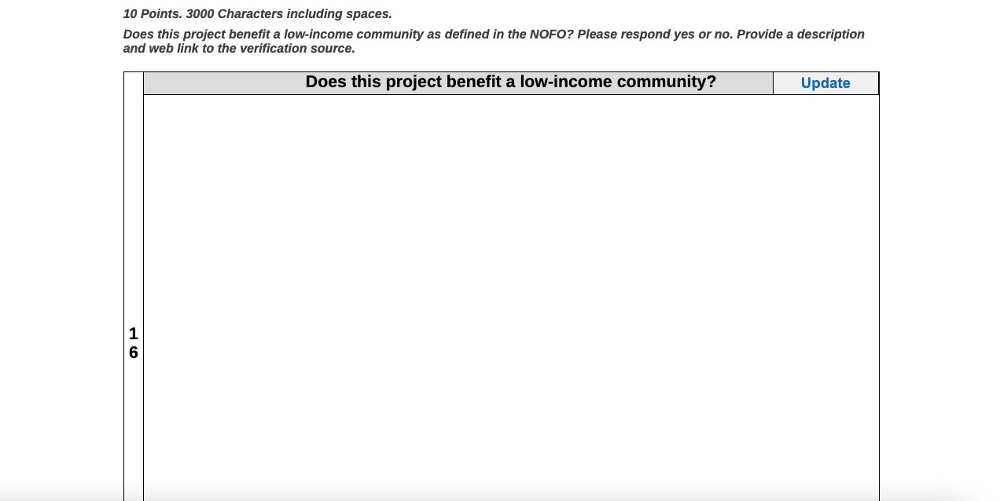 10 Points. 3000 Characters including spaces.
Does this project benefit a low-income community as defined in the NOFO? Please respond yes or no. Provide a description
and web link to the verification source.
Does this project benefit a low-income community?
Update
1
6